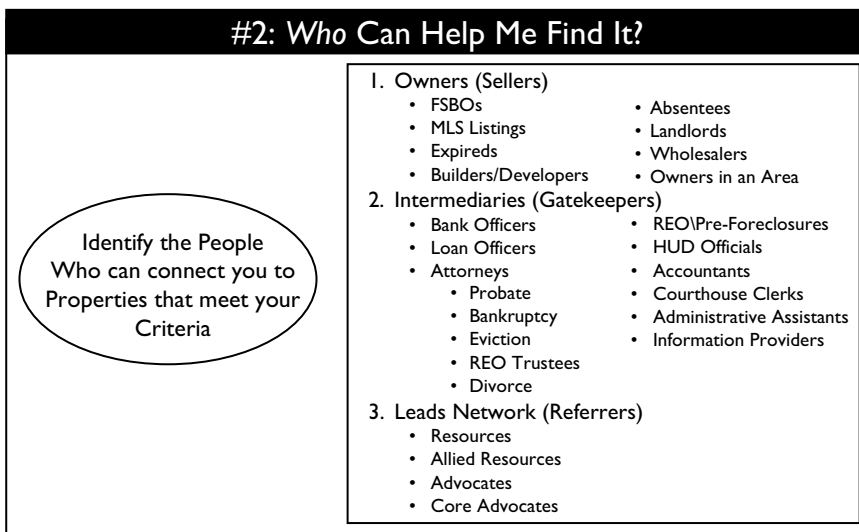 #2: Who Can Help Me Find It?
Identify the People
Who can connect you to
Properties that meet your
Criteria
1. Owners (Sellers)
• FSBOs
• MLS Listings
• Expireds
• Builders/Developers
• Absentees
• Landlords
• Wholesalers
• Owners in an Area
2. Intermediaries (Gatekeepers)
• Bank Officers
• Loan Officers
• Attorneys
• Probate
• Bankruptcy
• Eviction
• REO Trustees
• Divorce
• REO\Pre-Foreclosures
• HUD Officials
• Accountants
• Courthouse Clerks
• Administrative Assistants
• Information Providers
3. Leads Network (Referrers)
• Resources
• Allied Resources
• Advocates
• Core Advocates